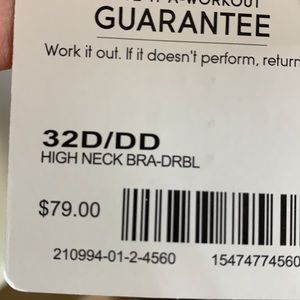 A-WORKOUT
GUARANTEE
Work it out. If it doesn't perform, return
32D/DD
HIGH NECK BRA-DRBL
$79.00
210994-01-2-4560
15474774560